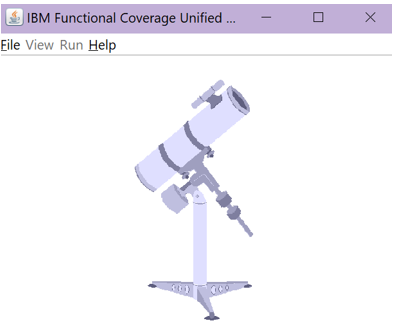 IBM Functional Coverage Unified ...
File View Run Help